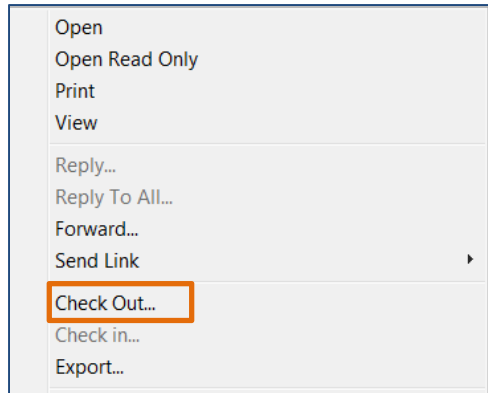 Open
Open Read Only
Print
View
Reply...
Reply To All...
Forward...
Send Link
Check Out...
Check in...
Export...